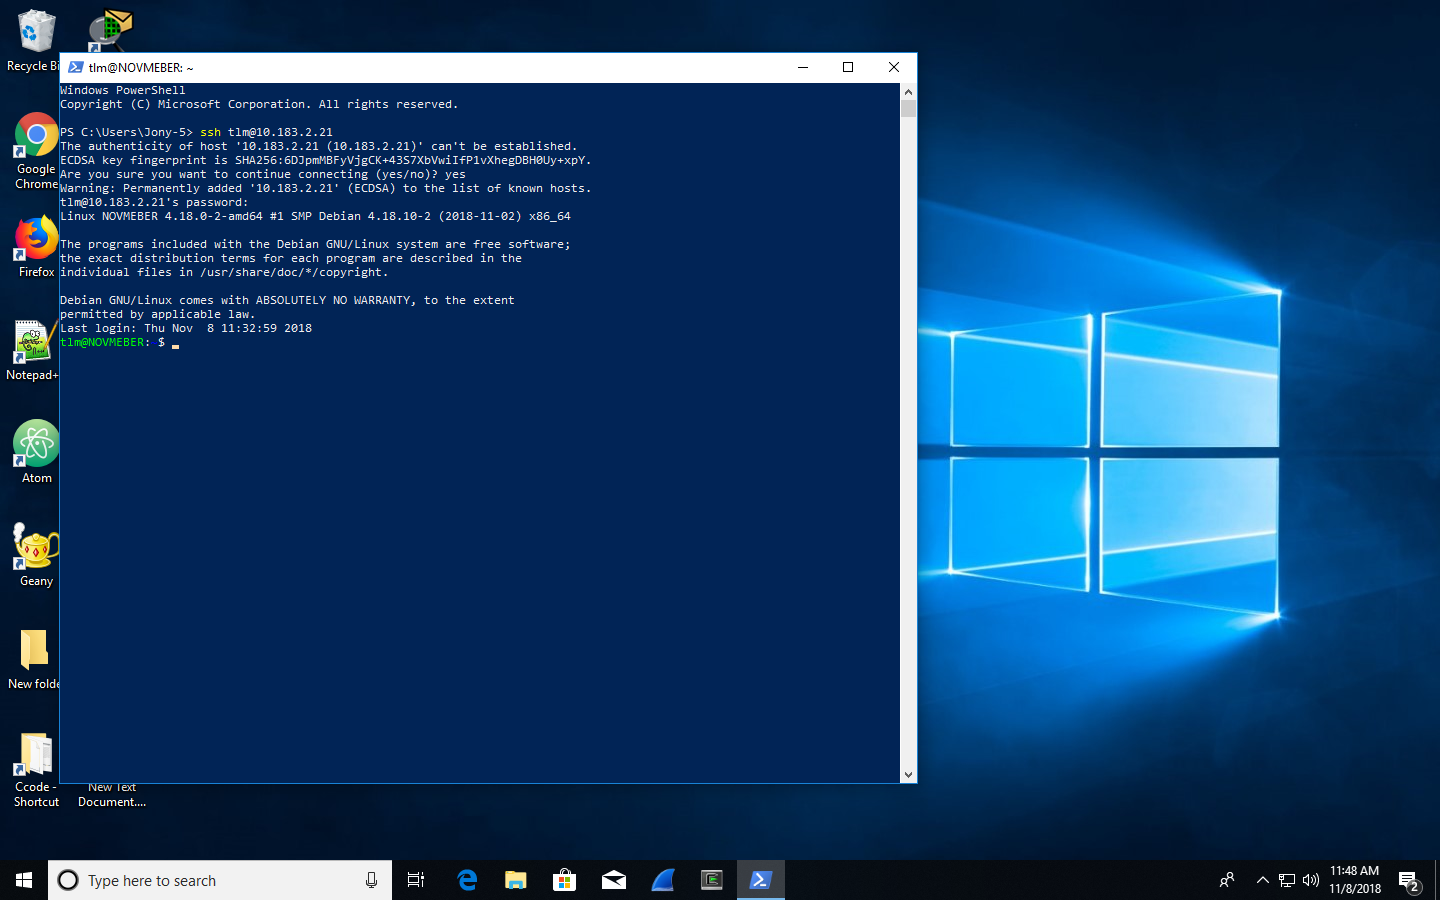 Recycle Bi
tlm@NOVMEBER: ~
Windows PowerShell
Copyright (C) Microsoft Corporation. All rights reserved.
PS C:\Users\Jony-5> ssh tlm@10.183.2.21
The authenticity of host '10.183.2.21 (10.183.2.21)' can't be established.
ECDSA key fingerprint is SHA256:6DJpmMBFyVjgCK+43S7XbVwiIfP1vXhegDBH0Uy+xpY.
Are you sure you want to continue connecting (yes/no)? yes
Warning: Permanently added '10.183.2.21' (ECDSA) to the list of known hosts.
tlm@10.183.2.21's password:
Linux NOVMEBER 4.18.0-2-amd64 #1 SMP Debian 4.18.10-2 (2018-11-02) x86_64
The programs included with the Debian GNU/Linux system are free software;
the exact distribution terms for each program are described in the
individual files in /usr/share/doc/*/copyright.
Debian GNU/Linux comes with ABSOLUTELY NO WARRANTY, to the extent
permitted by applicable law.
Last login: Thu Nov  8 11:32:59 2018
tlm@NOVMEBER: $
Google
Chrome
Firefox
Notepad+
Atom
Geany
New folde
Ccode -
Shortcut
New Text
Document....
Type here to search
11:48 AM
11/8/2018
2